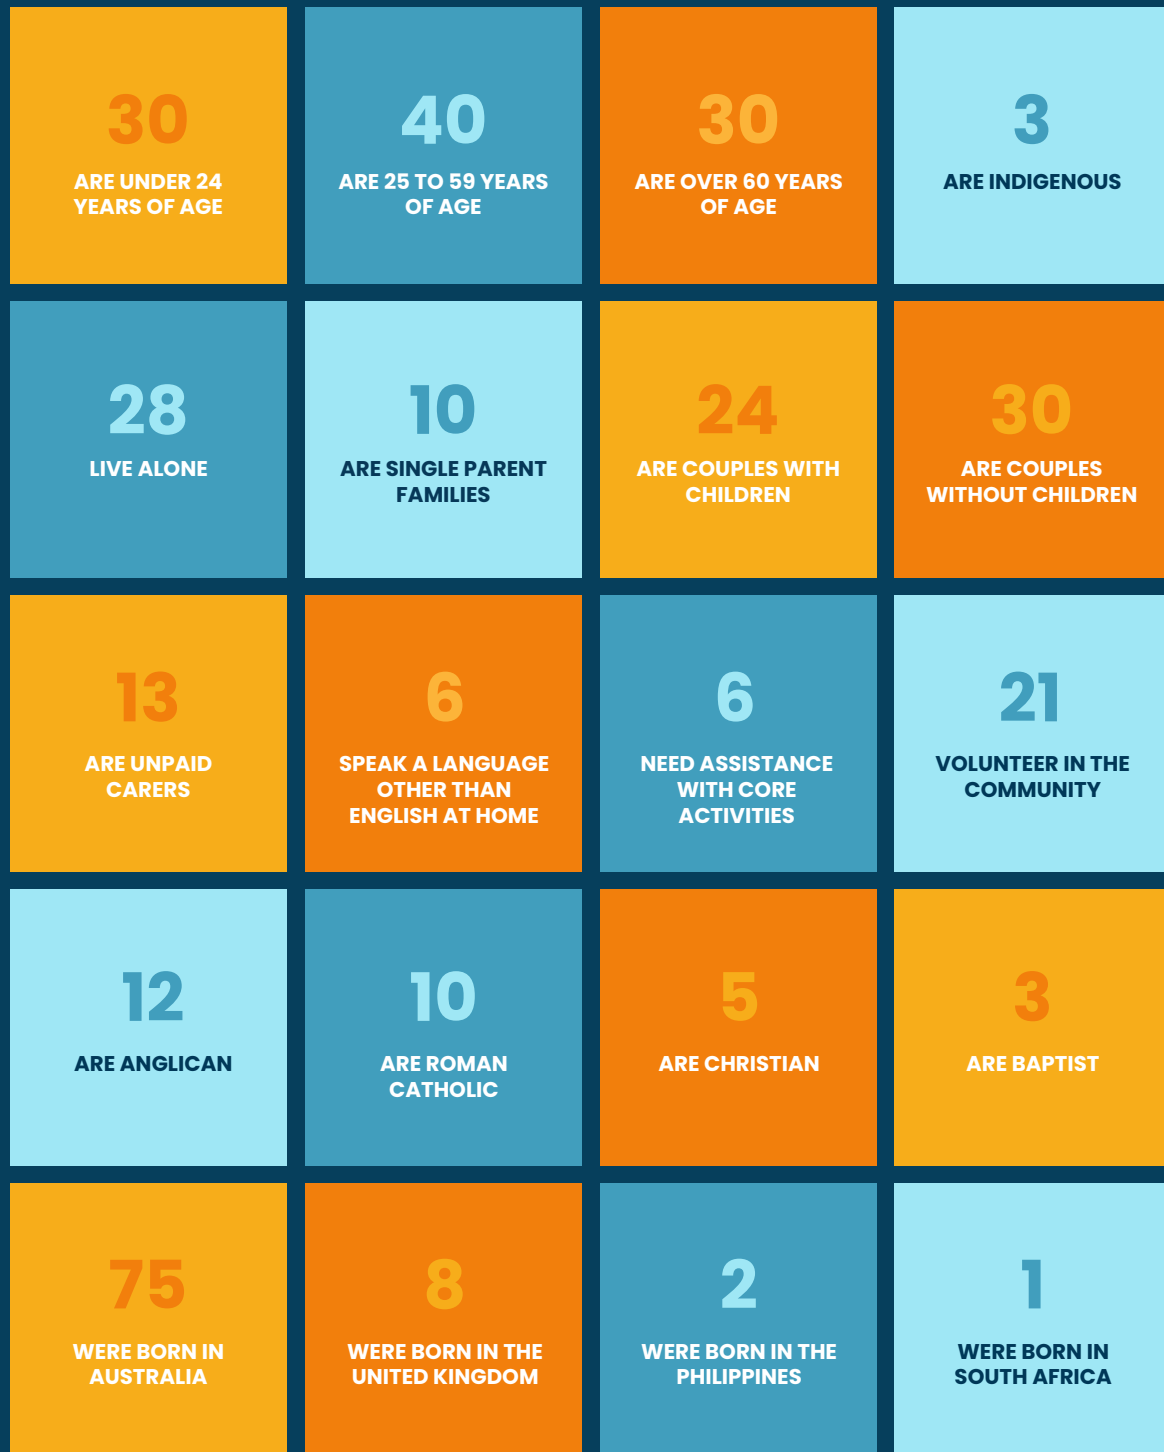 30
ARE UNDER 24
YEARS OF AGE
40
ARE 25 TO 59 YEARS
OF AGE
30
ARE OVER 60 YEARS
OF AGE
3
ARE INDIGENOUS
28
LIVE ALONE
10
ARE SINGLE PARENT
FAMILIES
24
ARE COUPLES WITH
CHILDREN
30
ARE COUPLES
WITHOUT CHILDREN
13
ARE UNPAID
CARERS
6
SPEAK A LANGUAGE
OTHER THAN
ENGLISH AT HOME
6
NEED ASSISTANCE
WITH CORE
ACTIVITIES
21
VOLUNTEER IN THE
COMMUNITY
12
ARE ANGLICAN
10
ARE ROMAN
CATHOLIC
5
ARE CHRISTIAN
3
ARE BAPTIST
75
WERE BORN IN
AUSTRALIA
8
WERE BORN IN THE
UNITED KINGDOM
2
WERE BORN IN THE
PHILIPPINES
1
WERE BORN IN
SOUTH AFRICA